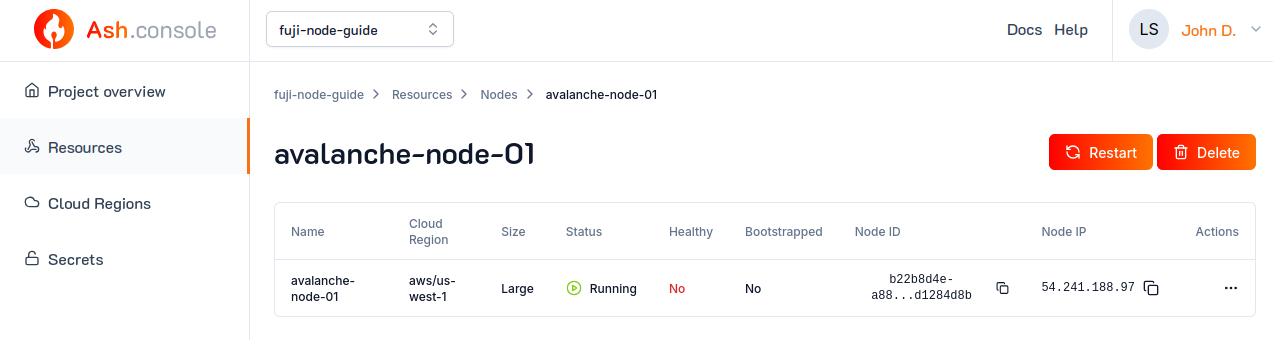 Ash.console
fuji-node-guide
Docs Help
LS
John D.
Project overview
Resources
Cloud Regions
Secrets
fuji-node-guide > Resources > Nodes > avalanche-node-01
avalanche-node-01
Restart
Delete
Name Cloud Region Size Status Healthy Bootstrapped Node ID Node IP Actions
avalanche-node-01 aws/us-west-1 Large Running No No b22b8d4e-a88...d1284d8b 54.241.188.97 ...